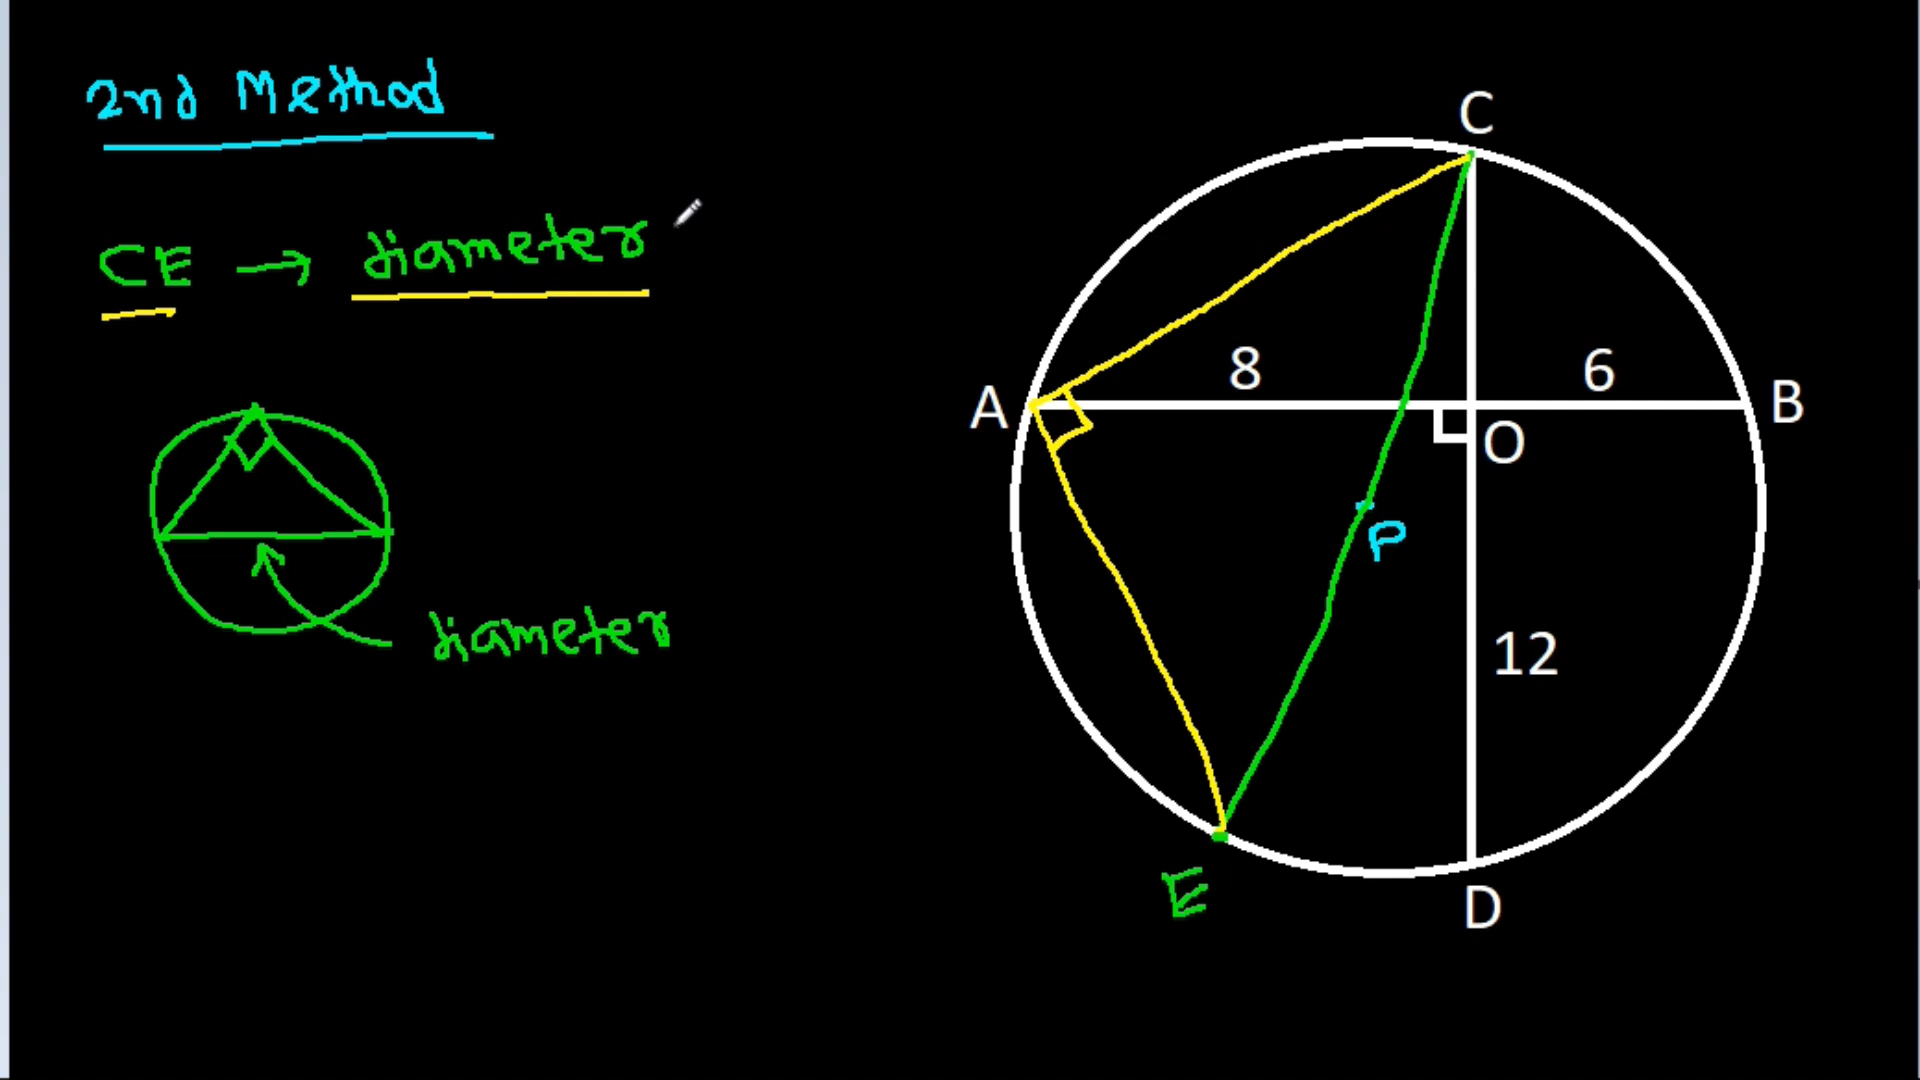 2nd Method
CE → diameter
diameter
C
A
8
6
B
O
P
12
E
D